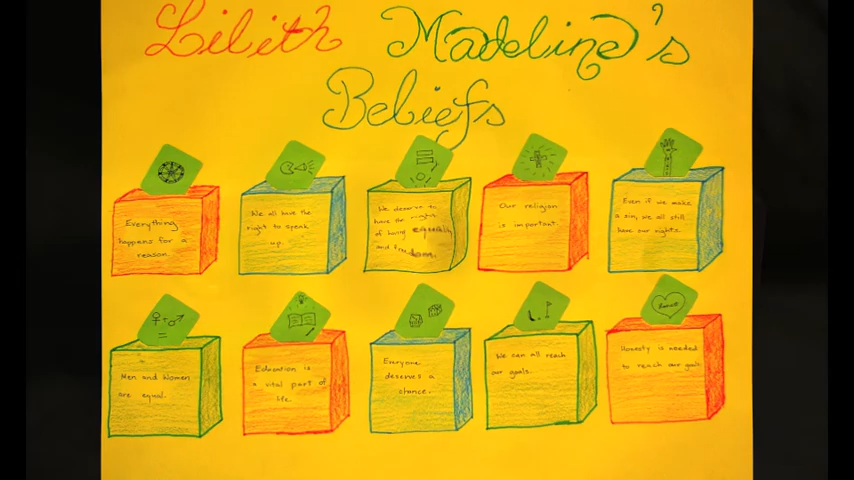 Lilith Madeline's
Beliefs
Everything
happens for a
reason.
We all have the
right to speak
up.
We deserve to
have the rights
of having equality
and freedom.
Our religion
is important.
Even if we make
a sin, we all still
have our rights.
Men and Women
are equal.
Education is
a vital part of
life.
Everyone
deserves a
chance.
We can all reach
our goals.
Honesty is needed
to reach our goals